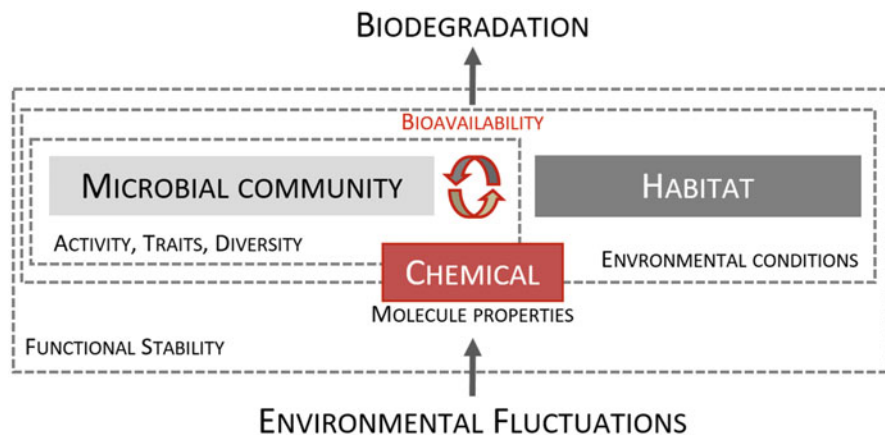 BIODEGRADATION
BIOAVAILABILITY
MICROBIAL COMMUNITY
HABITAT
ACTIVITY, TRAITS, DIVERSITY
CHEMICAL
ENVRONMENTAL CONDITIONS
MOLECULE PROPERTIES
FUNCTIONAL STABILITY
ENVIRONMENTAL FLUCTUATIONS